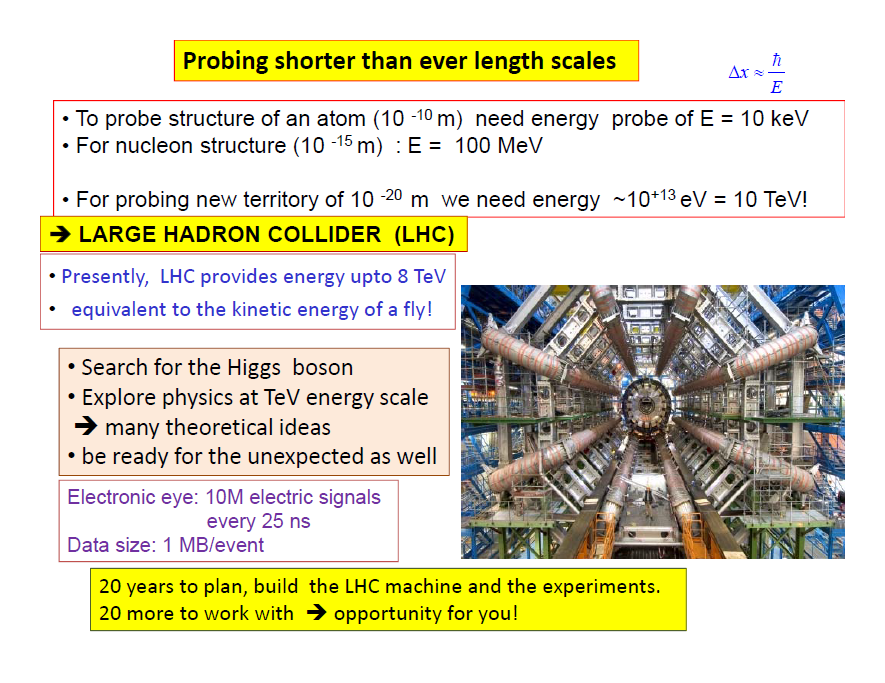 Probing shorter than ever length scales
Δx ≈ ℏ/E
• To probe structure of an atom (10 -10 m) need energy probe of E = 10 keV
• For nucleon structure (10 -15 m) : E = 100 MeV
• For probing new territory of 10 -20 m we need energy ~10+13 eV = 10 TeV!
➔ LARGE HADRON COLLIDER (LHC)
• Presently, LHC provides energy upto 8 TeV
• equivalent to the kinetic energy of a fly!
• Search for the Higgs boson
• Explore physics at TeV energy scale
➔ many theoretical ideas
• be ready for the unexpected as well
Electronic eye: 10M electric signals
every 25 ns
Data size: 1 MB/event
20 years to plan, build the LHC machine and the experiments.
20 more to work with ➔ opportunity for you!